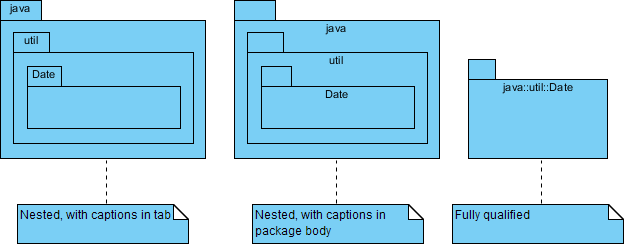 java
util
Date
Nested, with captions in tab
java
util
Date
Nested, with captions in
package body
java::util::Date
Fully qualified